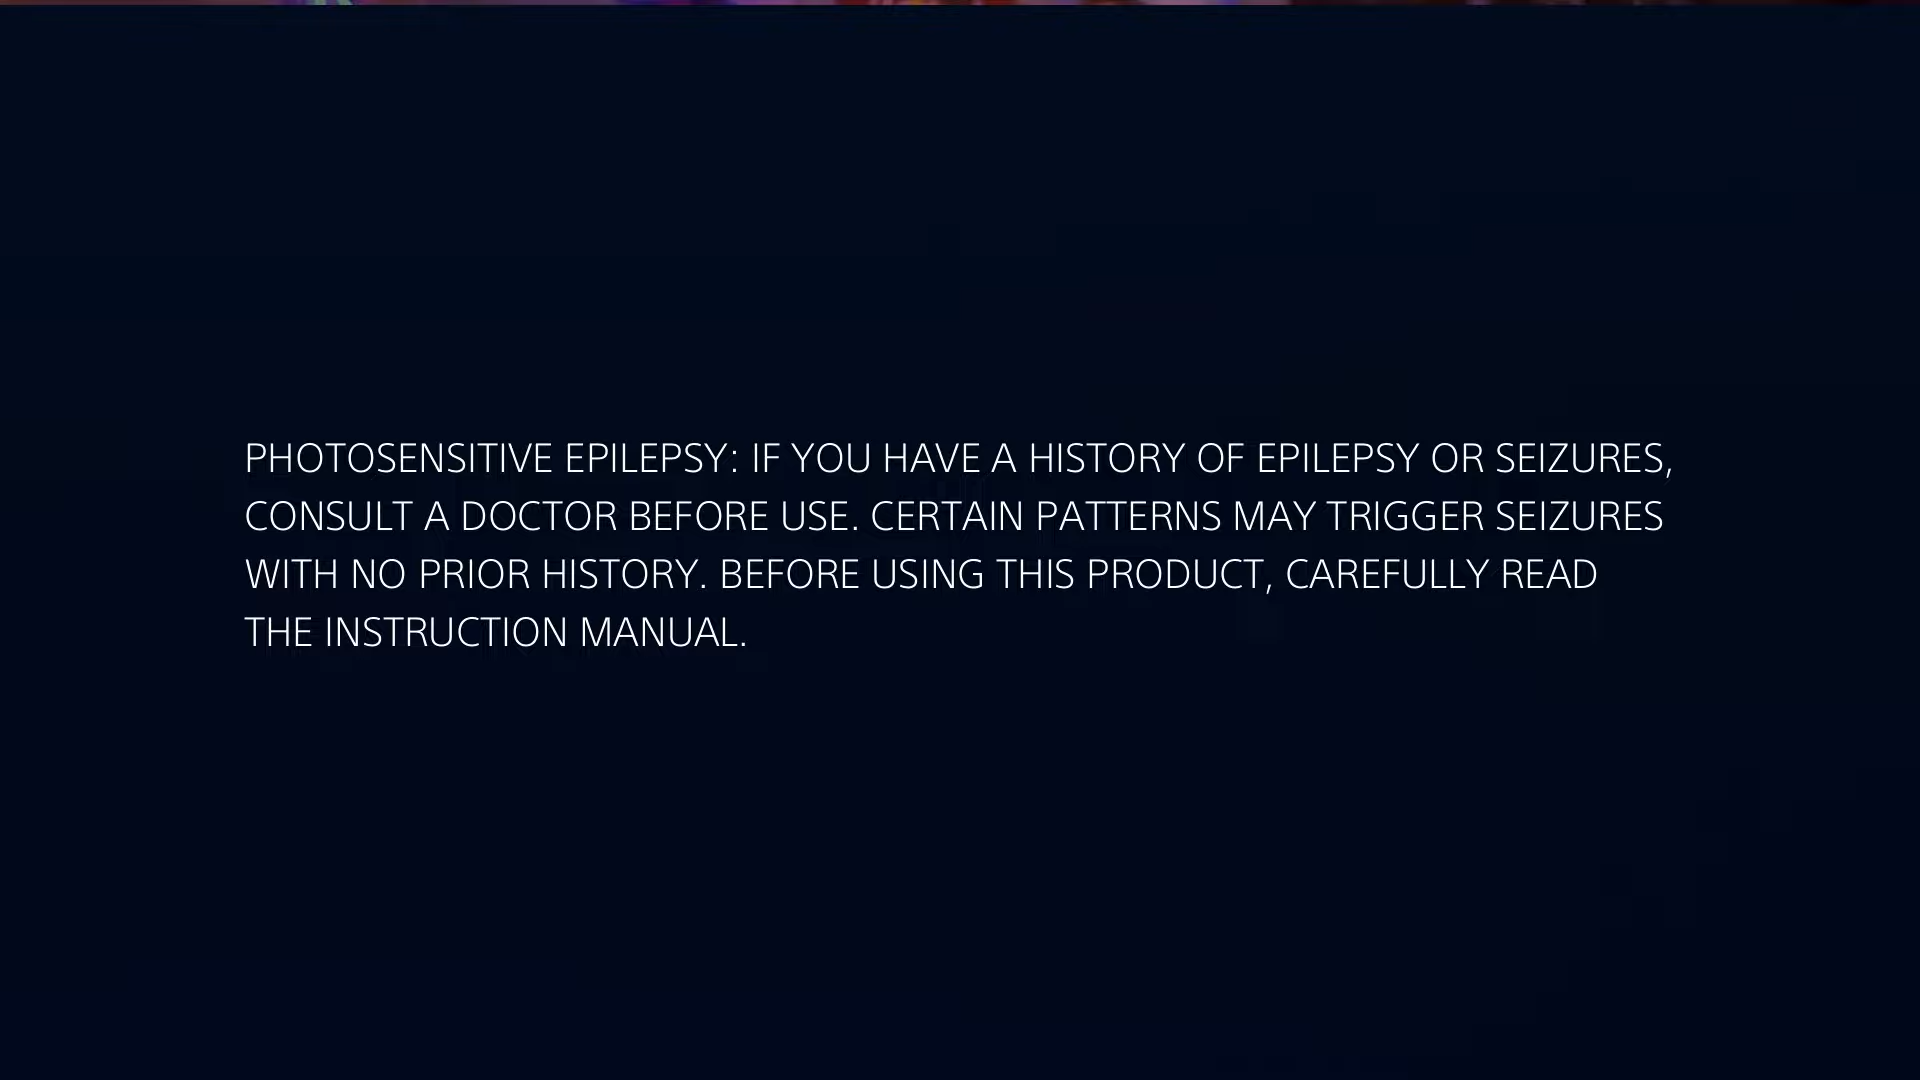 PHOTOSENSITIVE EPILEPSY: IF YOU HAVE A HISTORY OF EPILEPSY OR SEIZURES,
CONSULT A DOCTOR BEFORE USE. CERTAIN PATTERNS MAY TRIGGER SEIZURES
WITH NO PRIOR HISTORY. BEFORE USING THIS PRODUCT, CAREFULLY READ
THE INSTRUCTION MANUAL.